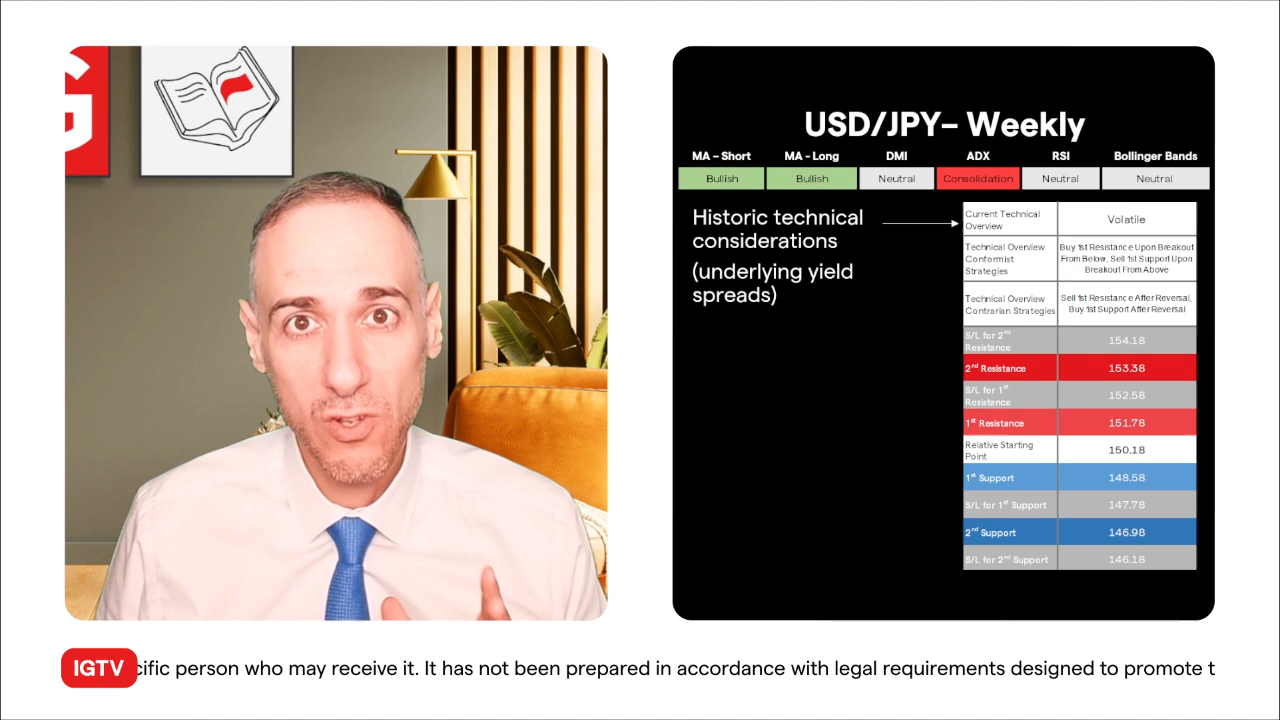 G
USD/JPY– Weekly
MA – Short MA - Long DMI ADX RSI Bollinger Bands
Bullish Bullish Neutral Consolidation Neutral Neutral
Historic technical
considerations
(underlying yield
spreads)
Current Technical
Overview
Volatile
Technical Overview
Conformist
Strategies
Buy 1st Resistance Upon Breakout
From Below, Sell 1st Support Upon
Breakout From Above
Technical Overview
Contrarian Strategies
Sell 1st Resistance After Reversal,
Buy 1st Support After Reversal
S/L for 2nd
Resistance
154.18
2nd Resistance 153.38
S/L for 1st
Resistance
152.58
1st Resistance 151.78
Relative Starting
Point
150.18
1st Support 148.58
S/L for 1st Support 147.78
2nd Support 146.98
S/L for 2nd Support 146.18
IGTV cific person who may receive it. It has not been prepared in accordance with legal requirements designed to promote t